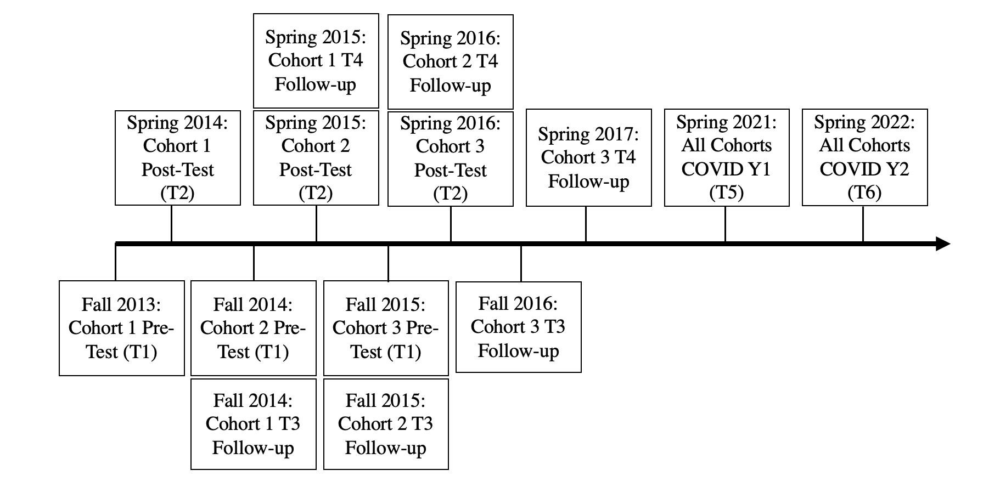 Spring 2015:
Cohort 1 T4
Follow-up
Spring 2016:
Cohort 2 T4
Follow-up
Spring 2014:
Cohort 1
Post-Test
(T2)
Spring 2015:
Cohort 2
Post-Test
(T2)
Spring 2016:
Cohort 3
Post-Test
(T2)
Spring 2017:
Cohort 3 T4
Follow-up
Spring 2021:
All Cohorts
COVID Y1
(T5)
Spring 2022:
All Cohorts
COVID Y2
(T6)
Fall 2013:
Cohort 1 Pre-
Test (T1)
Fall 2014:
Cohort 2 Pre-
Test (T1)
Fall 2015:
Cohort 3 Pre-
Test (T1)
Fall 2016:
Cohort 3 T3
Follow-up
Fall 2014:
Cohort 1 T3
Follow-up
Fall 2015:
Cohort 2 T3
Follow-up